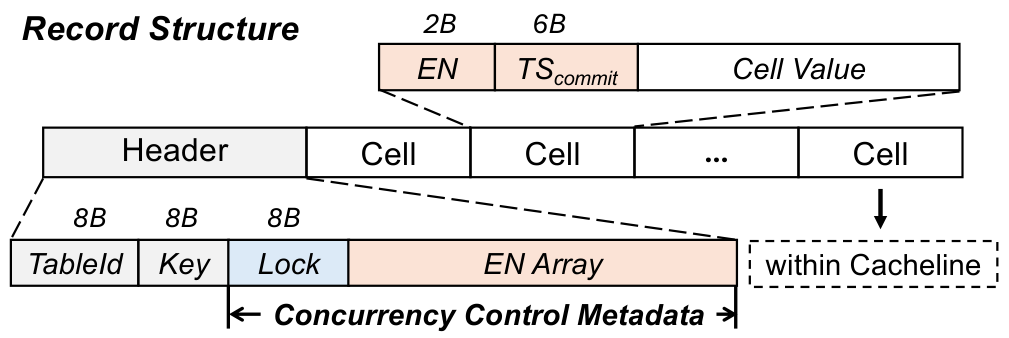 Record Structure
2B 6B
EN TScommit Cell Value
Header Cell Cell ... Cell
8B 8B 8B
TableId Key Lock EN Array within Cacheline
Concurrency Control Metadata